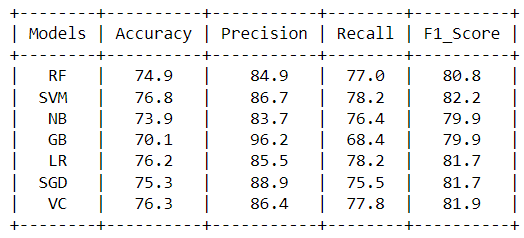 +--------+----------+-----------+--------+----------+
| Models | Accuracy | Precision | Recall | F1_Score |
+--------+----------+-----------+--------+----------+
|   RF   |   74.9   |    84.9   |  77.0  |   80.8   |
|  SVM   |   76.8   |    86.7   |  78.2  |   82.2   |
|   NB   |   73.9   |    83.7   |  76.4  |   79.9   |
|   GB   |   70.1   |    96.2   |  68.4  |   79.9   |
|   LR   |   76.2   |    85.5   |  78.2  |   81.7   |
|  SGD   |   75.3   |    88.9   |  75.5  |   81.7   |
|   VC   |   76.3   |    86.4   |  77.8  |   81.9   |
+--------+----------+-----------+--------+----------+